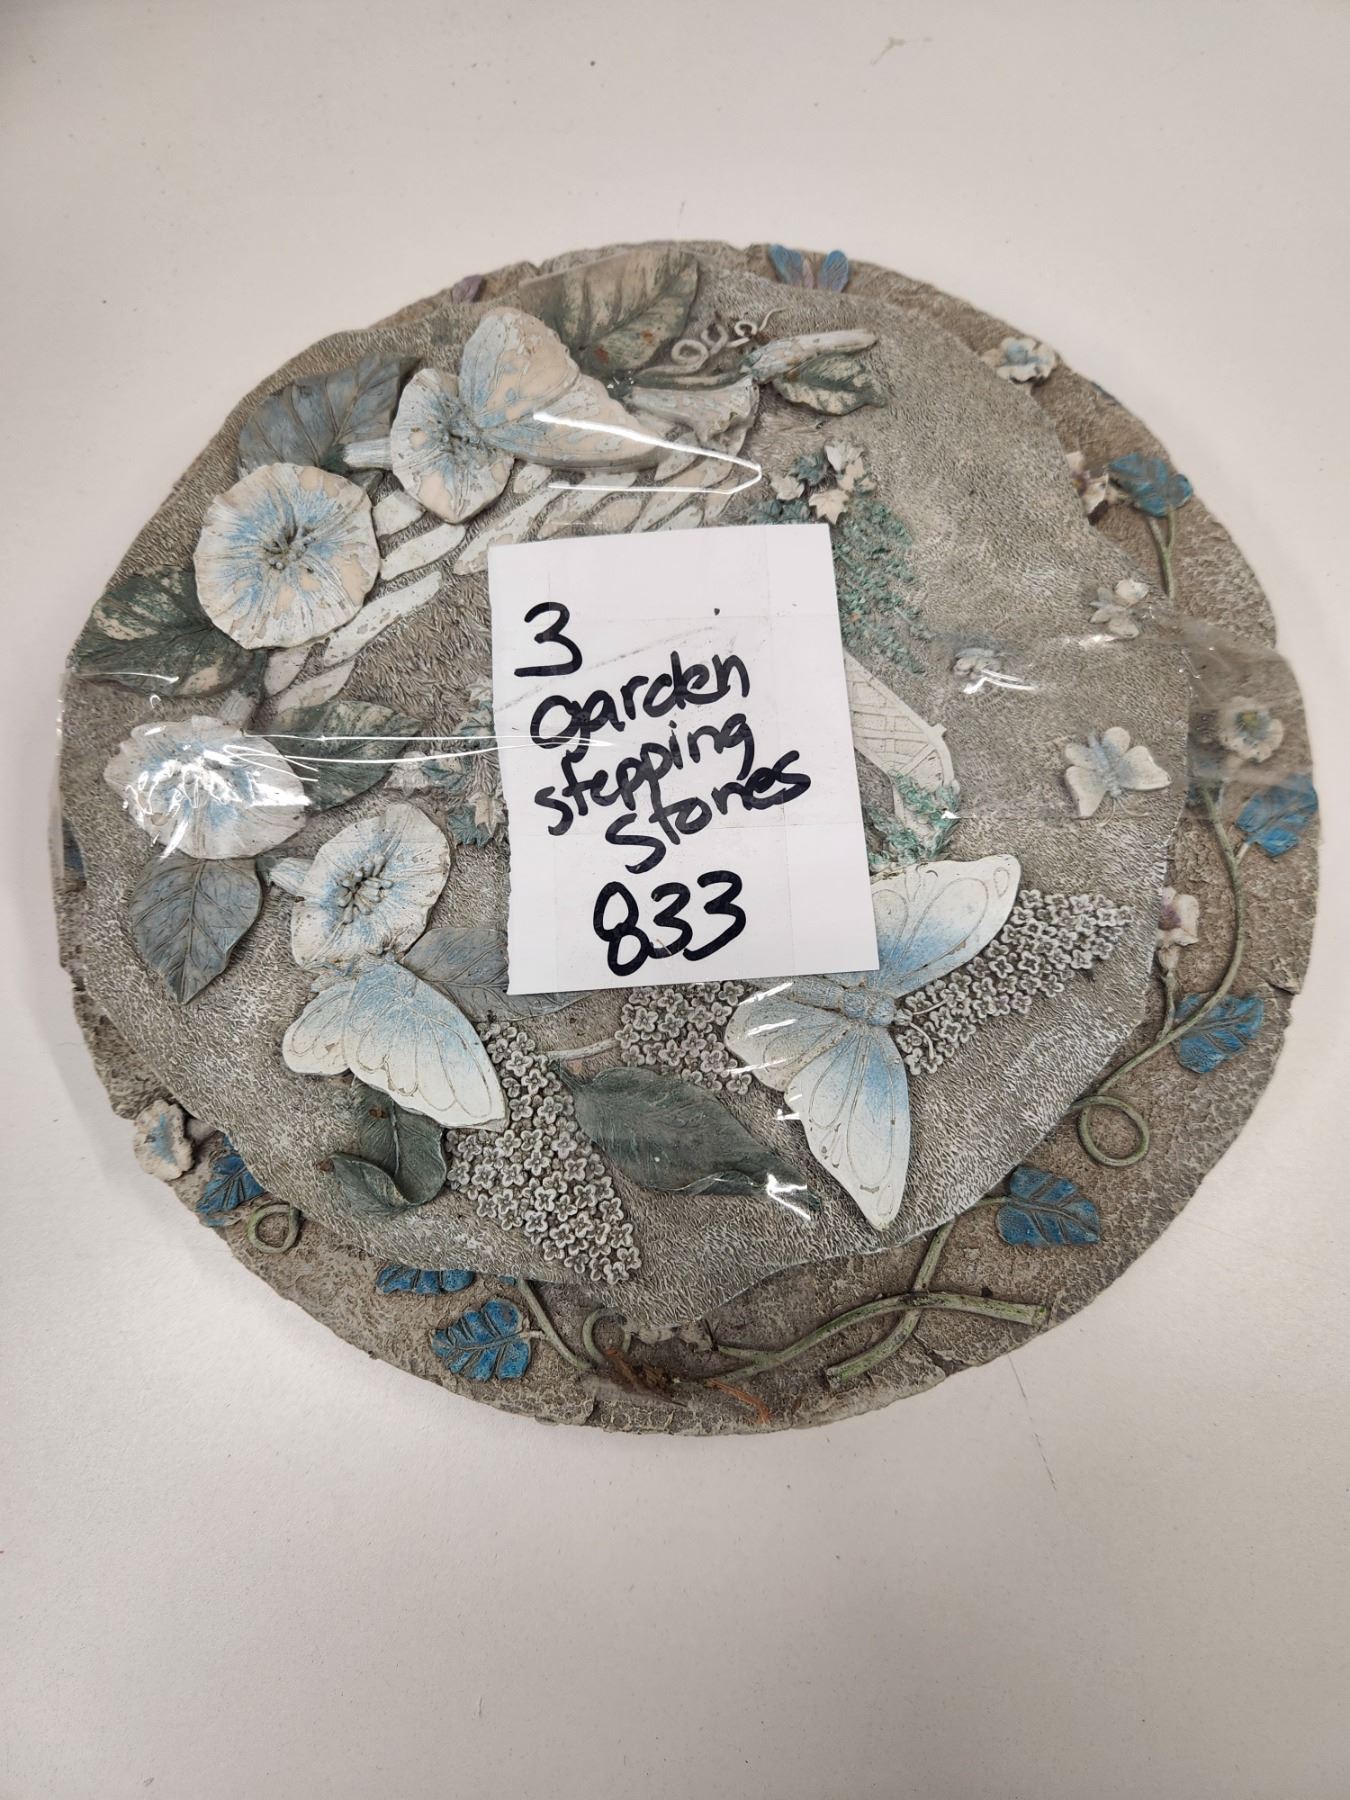 3
garden
stepping
stones
833